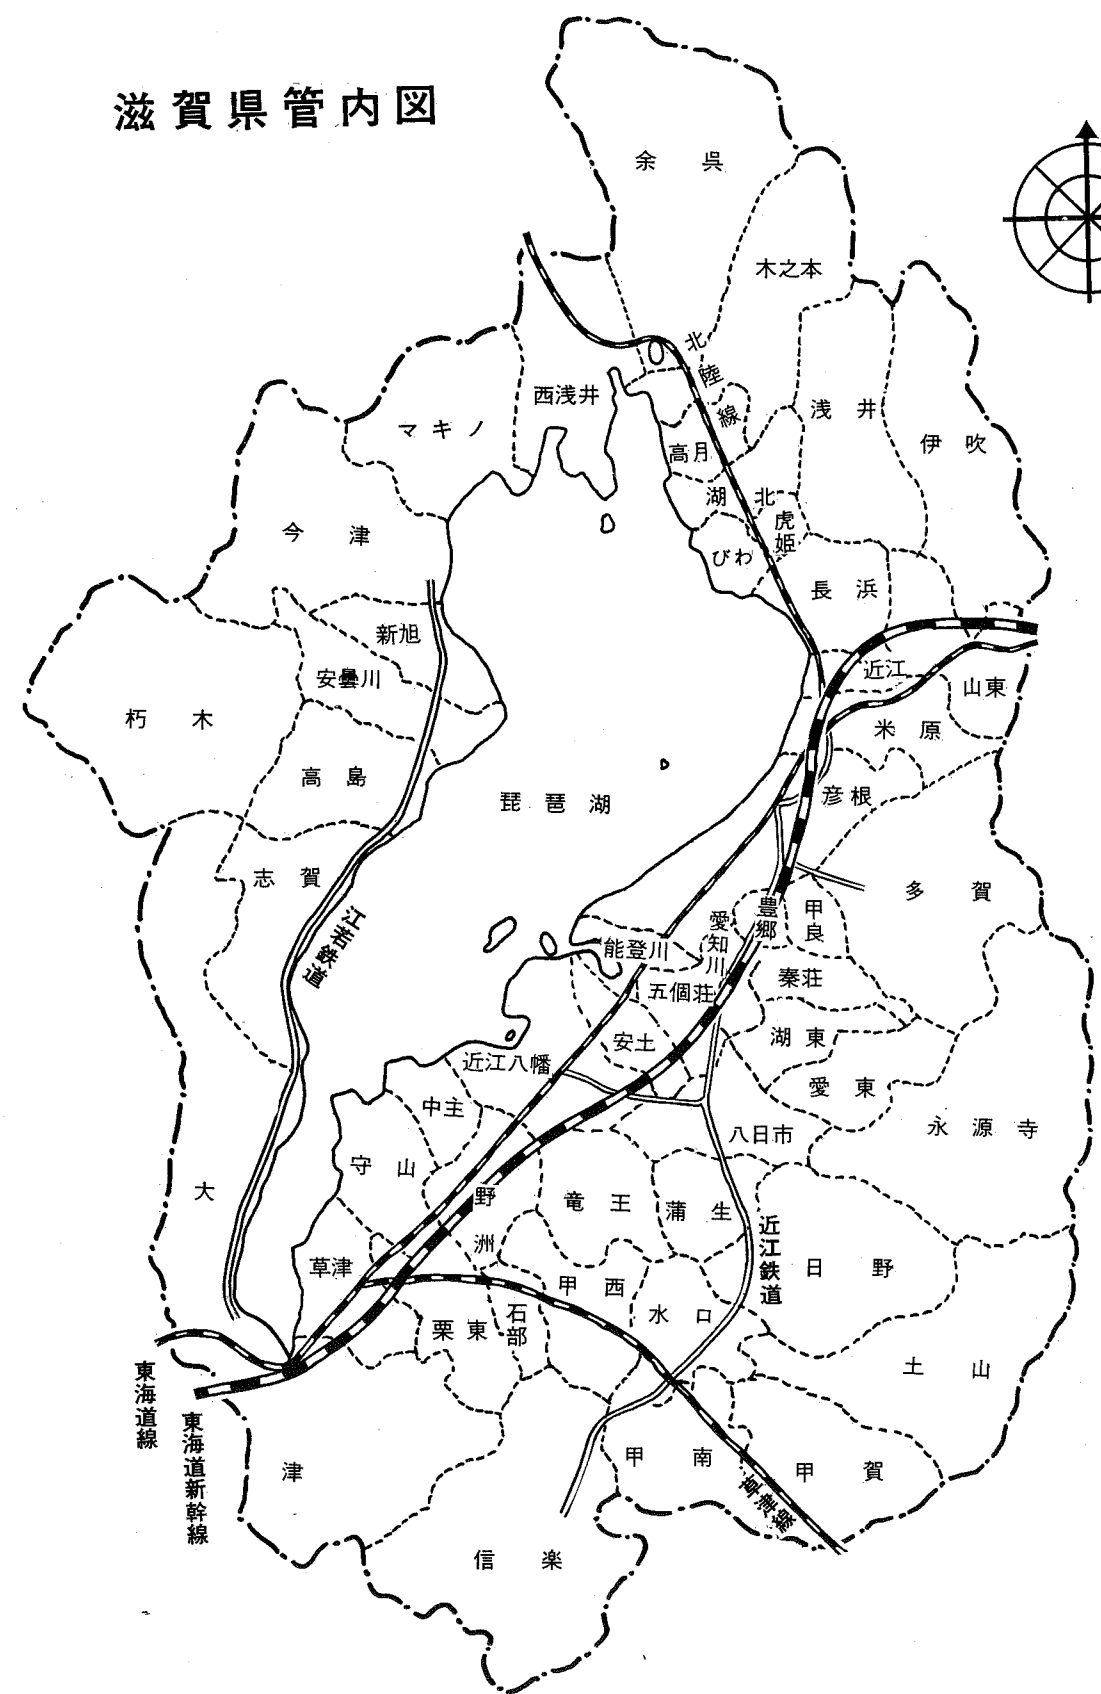 滋賀県管内図
余呉
木之本
北陸線
西浅井
浅井
マキノ
伊吹
高月
湖北
虎姫
今津
びわ
長浜
新旭
近江
安曇川
山東
朽木
米原
高島
彦根
琵琶湖
志賀
多賀
豊郷
甲良
愛知川
江若鉄道
能登川
秦荘
五個荘
湖東
安土
近江八幡
愛東
中主
永源寺
八日市
守山
大津
野洲
竜王
蒲生
近江鉄道
草津
日野
甲西
水口
石部
栗東
土山
東海道線
東海道新幹線
甲南
甲賀
草津線
信楽